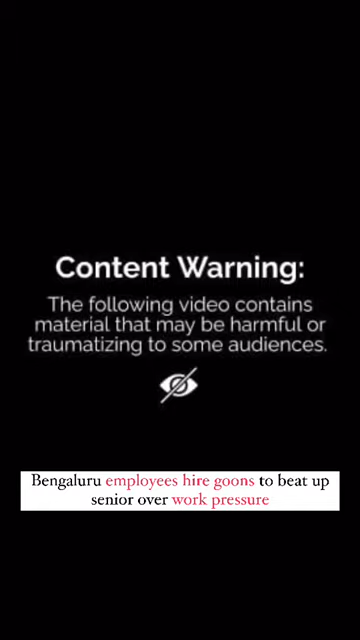 Content Warning:
The following video contains
material that may be harmful or
traumatizing to some audiences.
Bengaluru employees hire goons to beat up
senior over work pressure